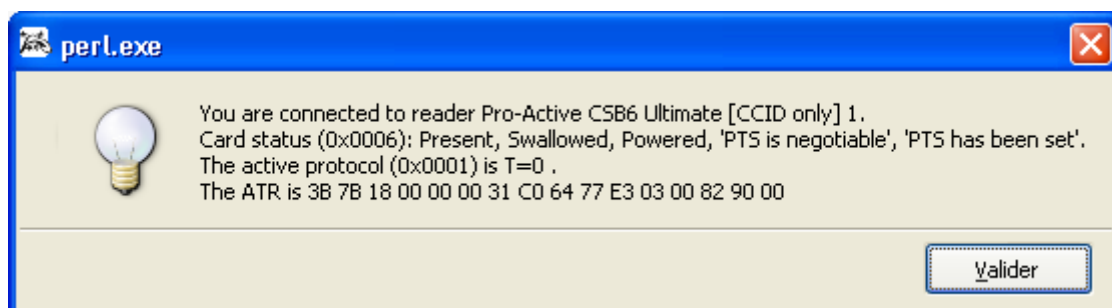 perl.exe
You are connected to reader Pro-Active CSB6 Ultimate [CCID only] 1.
Card status (0x0006): Present, Swallowed, Powered, 'PTS is negotiable', 'PTS has been set'.
The active protocol (0x0001) is T=0 .
The ATR is 3B 7B 18 00 00 00 31 C0 64 77 E3 03 00 82 90 00
Valider